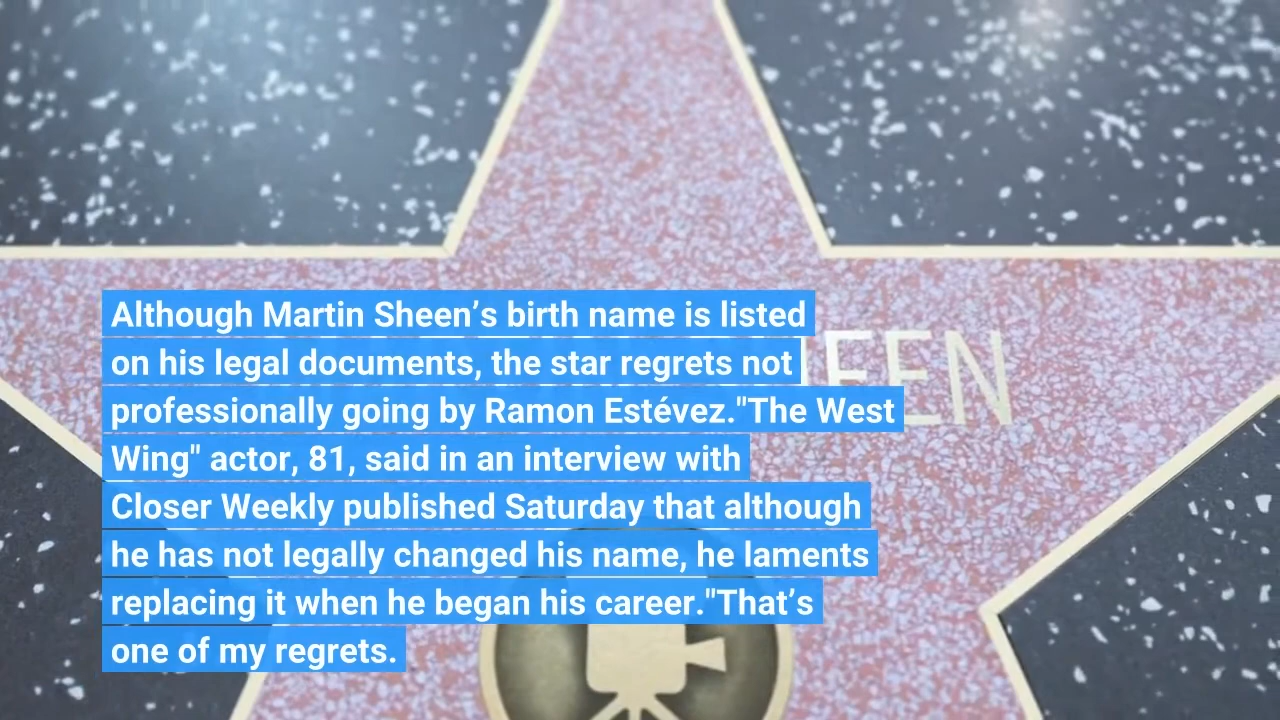 Although Martin Sheen’s birth name is listed
on his legal documents, the star regrets not
professionally going by Ramon Estévez."The West
Wing" actor, 81, said in an interview with
Closer Weekly published Saturday that although
he has not legally changed his name, he laments
replacing it when he began his career."That’s
one of my regrets.
EEN